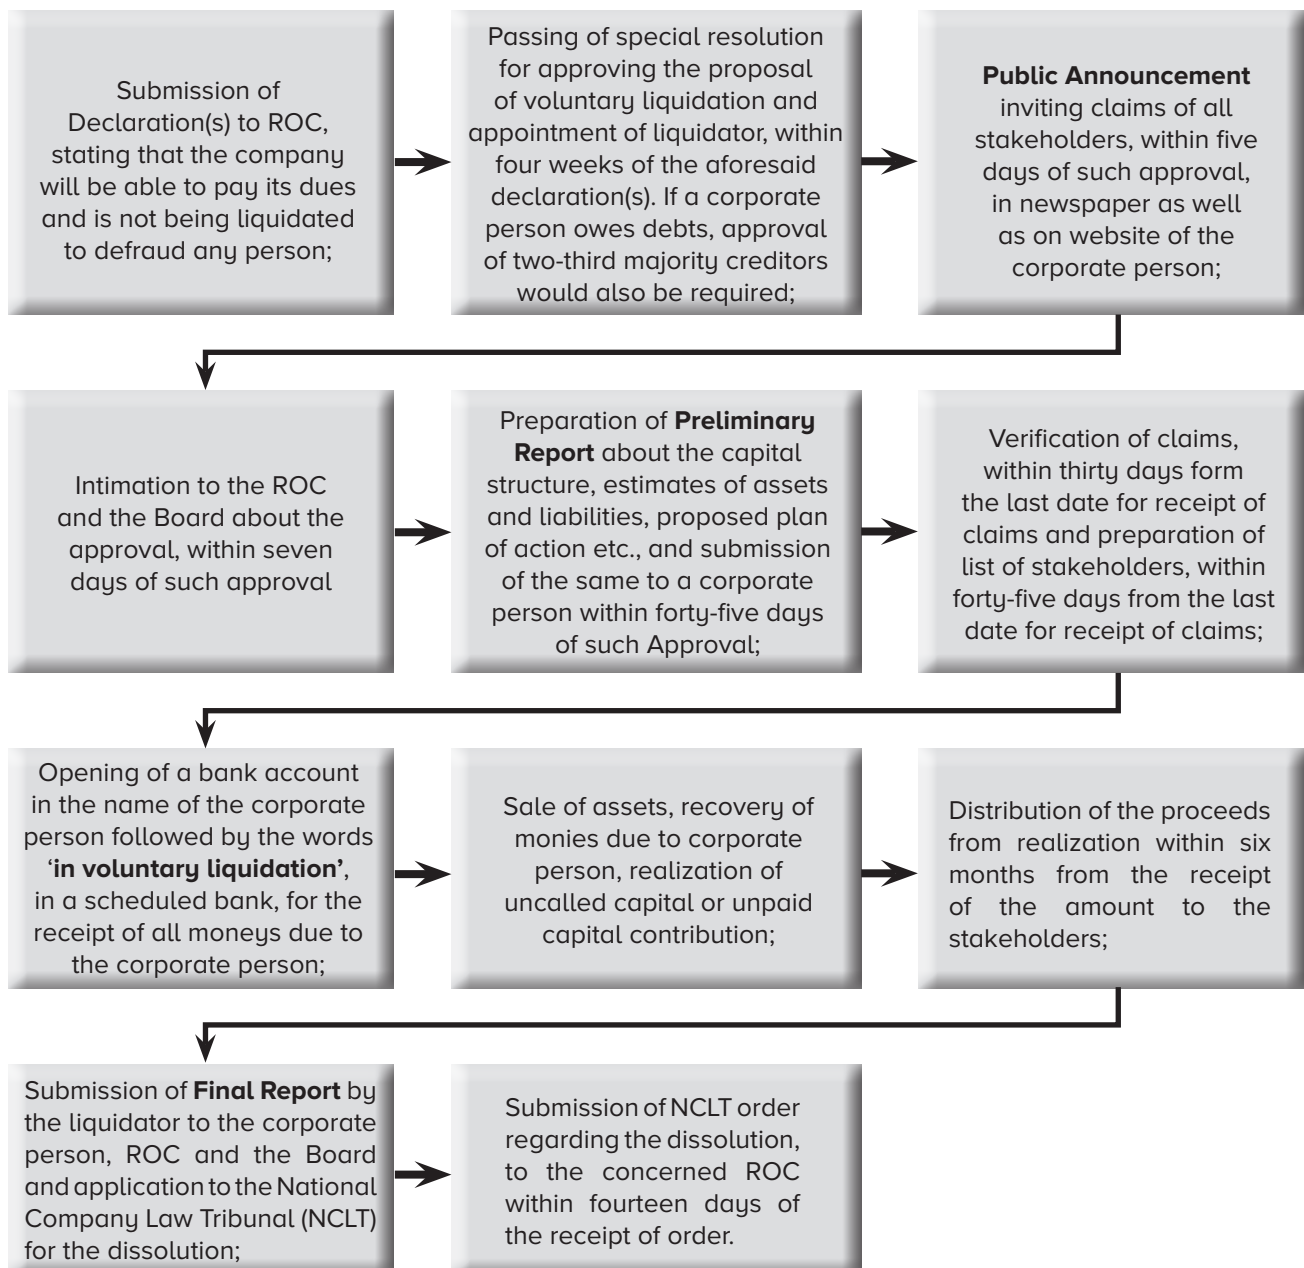 Submission of
Declaration(s) to ROC,
stating that the company
will be able to pay its dues
and is not being liquidated
to defraud any person;
Passing of special resolution
for approving the proposal
of voluntary liquidation and
appointment of liquidator, within
four weeks of the aforesaid
declaration(s). If a corporate
person owes debts, approval
of two-third majority creditors
would also be required;
Public Announcement
inviting claims of all
stakeholders, within five
days of such approval,
in newspaper as well
as on website of the
corporate person;
Intimation to the ROC
and the Board about the
approval, within seven
days of such approval
Preparation of Preliminary
Report about the capital
structure, estimates of assets
and liabilities, proposed plan
of action etc., and submission
of the same to a corporate
person within forty-five days
of such Approval;
Verification of claims,
within thirty days form
the last date for receipt of
claims and preparation of
list of stakeholders, within
forty-five days from the last
date for receipt of claims;
Opening of a bank account
in the name of the corporate
person followed by the words
‘in voluntary liquidation’,
in a scheduled bank, for the
receipt of all moneys due to
the corporate person;
Sale of assets, recovery of
monies due to corporate
person, realization of
uncalled capital or unpaid
capital contribution;
Distribution of the proceeds
from realization within six
months from the receipt
of the amount to the
stakeholders;
Submission of Final Report by
the liquidator to the corporate
person, ROC and the Board
and application to the National
Company Law Tribunal (NCLT)
for the dissolution;
Submission of NCLT order
regarding the dissolution,
to the concerned ROC
within fourteen days of
the receipt of order.